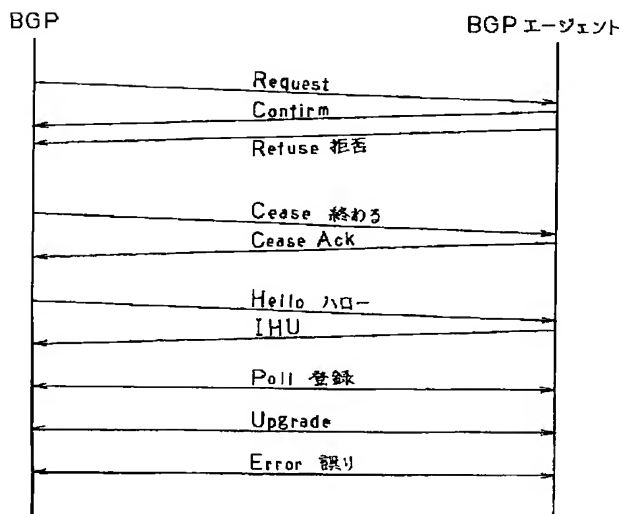 BGP
BGP エージェント
Request
Confirm
Refuse 拒否
Cease 終わる
Cease Ack
Hello ハロー
IHU
Poll 登録
Upgrade
Error 誤り